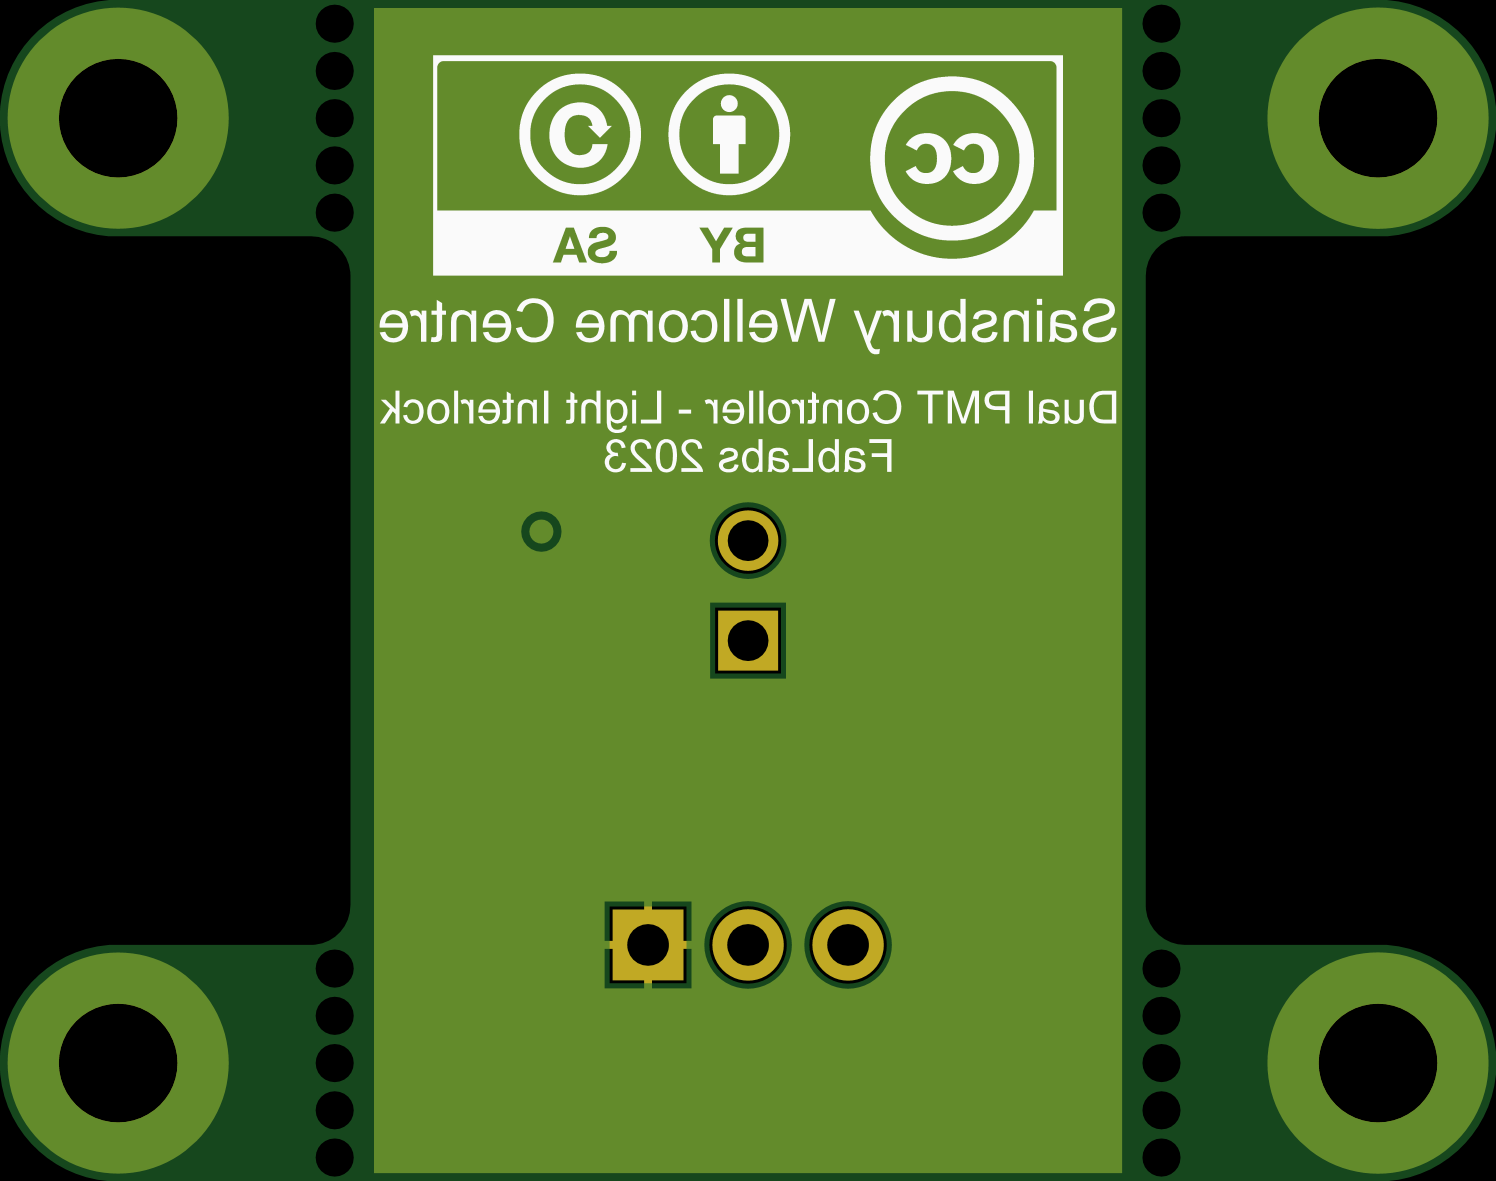 cc
BY SA
Sainsbury Wellcome Centre
Dual PMT Controller - Light Interlock
FabLabs 2023